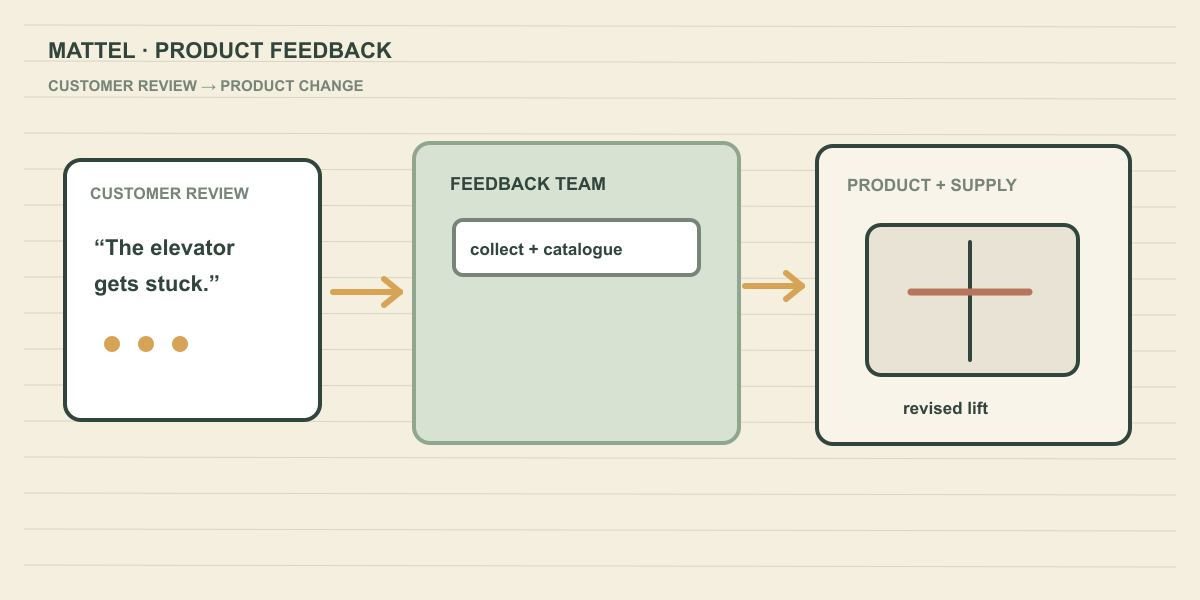 MATTEL · PRODUCT FEEDBACK
CUSTOMER REVIEW → PRODUCT CHANGE
CUSTOMER REVIEW
“The elevator
gets stuck.”
FEEDBACK TEAM
collect + catalogue
PRODUCT + SUPPLY
revised lift